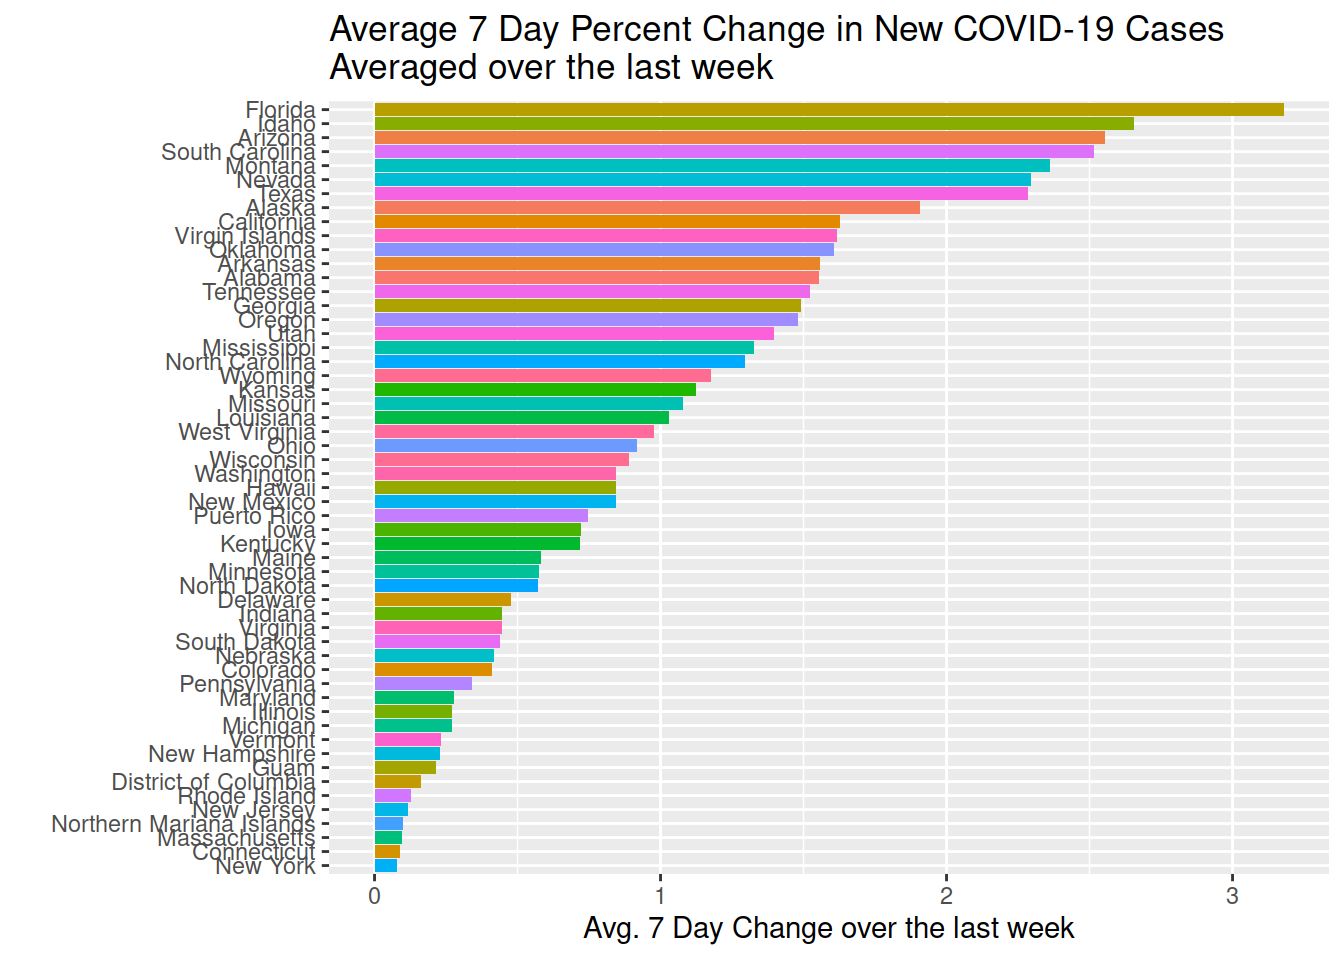 Average 7 Day Percent Change in New COVID-19 Cases
Averaged over the last week
Florida
Idaho
Arizona
South Carolina
Montana
Nevada
Texas
Alaska
California
Virgin Islands
Oklahoma
Arkansas
Alabama
Tennessee
Georgia
Oregon
Utah
Mississippi
North Carolina
Wyoming
Kansas
Missouri
Louisiana
West Virginia
Ohio
Wisconsin
Washington
Hawaii
New Mexico
Puerto Rico
Iowa
Kentucky
Maine
Minnesota
North Dakota
Delaware
Indiana
Virginia
South Dakota
Nebraska
Colorado
Pennsylvania
Maryland
Illinois
Michigan
Vermont
New Hampshire
Guam
District of Columbia
Rhode Island
New Jersey
Northern Mariana Islands
Massachusetts
Connecticut
New York
0 1 2 3
Avg. 7 Day Change over the last week